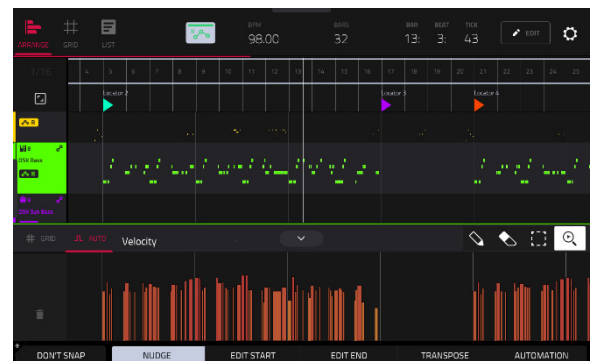 BPM BARS BAR BEAT TICK
98.00 32 13: 3: 43 EDIT
ARRANGE GRID LIST
1/16 4 5 6 7 8 9 10 11 12 13 14 15 16 17 18 19 20 21 22 23 24 25
Locator 2 Locator 3 Locator 4
R
8
DSK Bass
R
DSK Syn Bass
GRID AUTO Velocity
DON'T SNAP NUDGE EDIT START EDIT END TRANSPOSE AUTOMATION